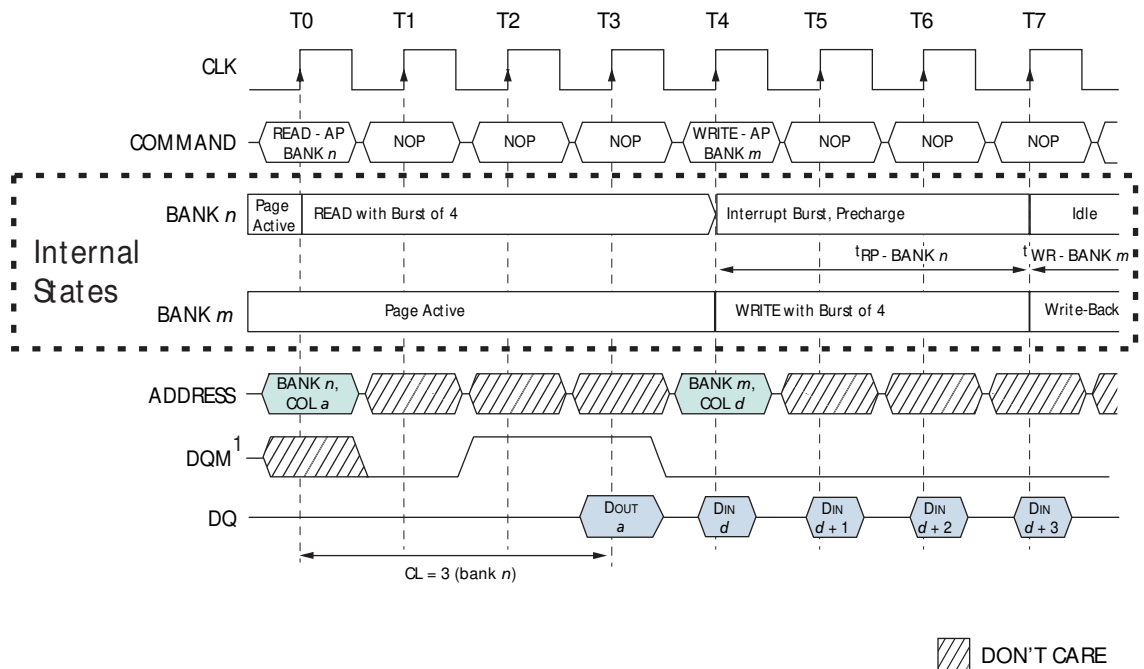 T0 T1 T2 T3 T4 T5 T6 T7
CLK
COMMAND
READ - AP
BANK n
NOP
NOP
NOP
WRITE - AP
BANK m
NOP
NOP
NOP
Internal
States
BANK n
Page
Active
READ with Burst of 4
Interrupt Burst, Precharge
Idle
tRP - BANK n
tWR - BANK m
BANK m
Page Active
WRITE with Burst of 4
Write-Back
ADDRESS
BANK n,
COL a
BANK m,
COL d
DQM1
DQ
DOUT
a
DIN
d
DIN
d + 1
DIN
d + 2
DIN
d + 3
CL = 3 (bank n)
DON'T CARE